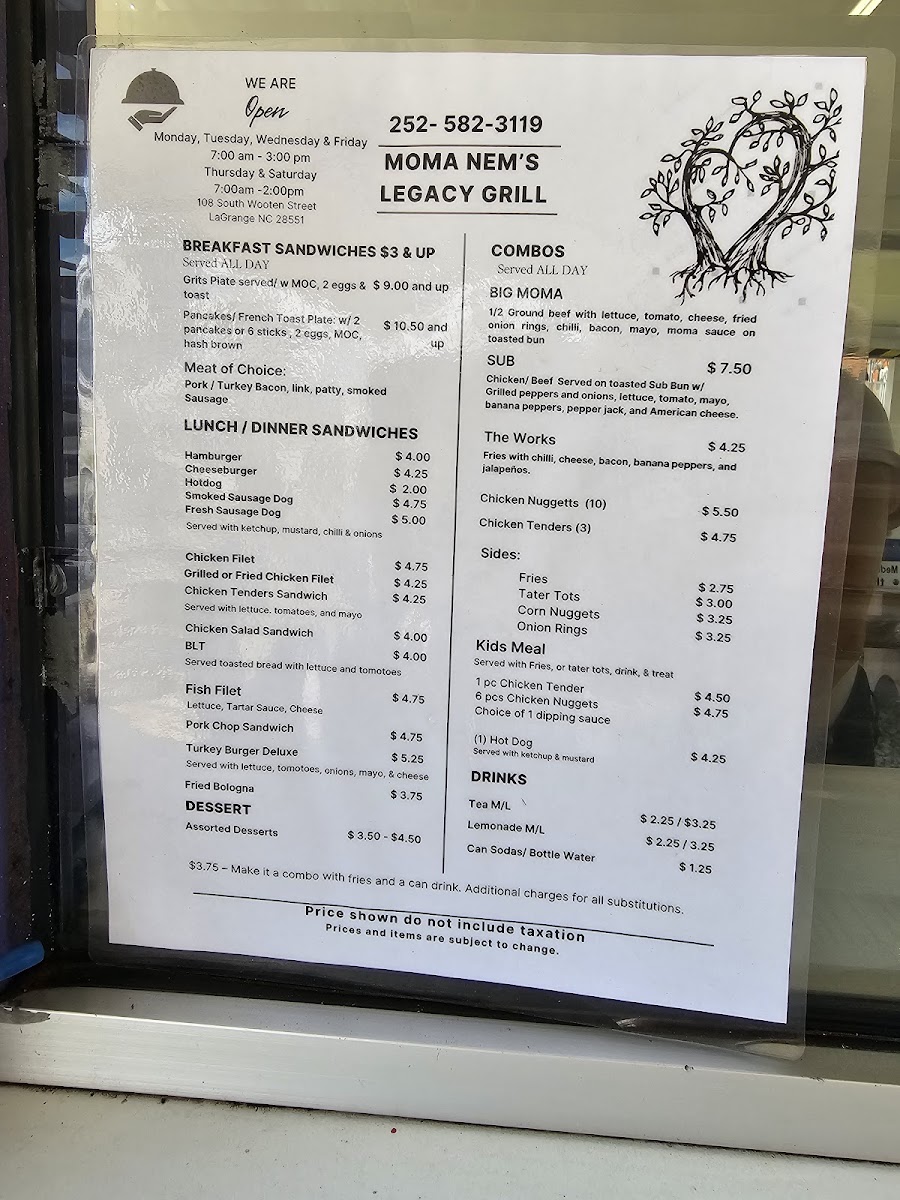 WE ARE
Open
Monday, Tuesday, Wednesday & Friday
7:00 am - 3:00 pm
Thursday & Saturday
7:00am -2:00pm
108 South Wooten Street
LaGrange NC 28551
252- 582-3119
MOMA NEM'S
LEGACY GRILL
BREAKFAST SANDWICHES $3 & UP
Served ALL DAY
Grits Plate served/ w MOC, 2 eggs & $ 9.00 and up
toast
Pancakes/ French Toast Plate: w/ 2
pancakes or 6 sticks , 2 eggs, MOC, $ 10.50 and
hash brown up
Meat of Choice:
Pork / Turkey Bacon, link, patty, smoked
Sausage
LUNCH / DINNER SANDWICHES
Hamburger $ 4.00
Cheeseburger $ 4.25
Hotdog $ 2.00
Smoked Sausage Dog $ 4.75
Fresh Sausage Dog $ 5.00
Served with ketchup, mustard, chilli & onions
Chicken Filet $ 4.75
Grilled or Fried Chicken Filet $ 4.25
Chicken Tenders Sandwich $ 4.25
Served with lettuce. tomatoes, and mayo
Chicken Salad Sandwich $ 4.00
BLT $ 4.00
Served toasted bread with lettuce and tomotoes
Fish Filet $ 4.75
Lettuce, Tartar Sauce, Cheese
Pork Chop Sandwich $ 4.75
Turkey Burger Deluxe $ 5.25
Served with lettuce, tomotoes, onions, mayo, & cheese
Fried Bologna $ 3.75
DESSERT
Assorted Desserts $ 3.50 - $4.50
COMBOS
Served ALL DAY
BIG MOMA
1/2 Ground beef with lettuce, tomato, cheese, fried
onion rings, chilli, bacon, mayo, moma sauce on
toasted bun
SUB $ 7.50
Chicken/ Beef Served on toasted Sub Bun w/
Grilled peppers and onions, lettuce, tomato, mayo,
banana peppers, pepper jack, and American cheese.
The Works $ 4.25
Fries with chilli, cheese, bacon, banana peppers, and
jalapeños.
Chicken Nuggetts (10) $ 5.50
Chicken Tenders (3) $ 4.75
Sides:
Fries $ 2.75
Tater Tots $ 3.00
Corn Nuggets $ 3.25
Onion Rings $ 3.25
Kids Meal
Served with Fries, or tater tots, drink, & treat
1 pc Chicken Tender $ 4.50
6 pcs Chicken Nuggets $ 4.75
Choice of 1 dipping sauce
(1) Hot Dog $ 4.25
Served with ketchup & mustard
DRINKS
Tea M/L $ 2.25 / $3.25
Lemonade M/L $ 2.25 / 3.25
Can Sodas/ Bottle Water $ 1.25
$3.75 – Make it a combo with fries and a can drink. Additional charges for all substitutions.
Price shown do not include taxation
Prices and items are subject to change.